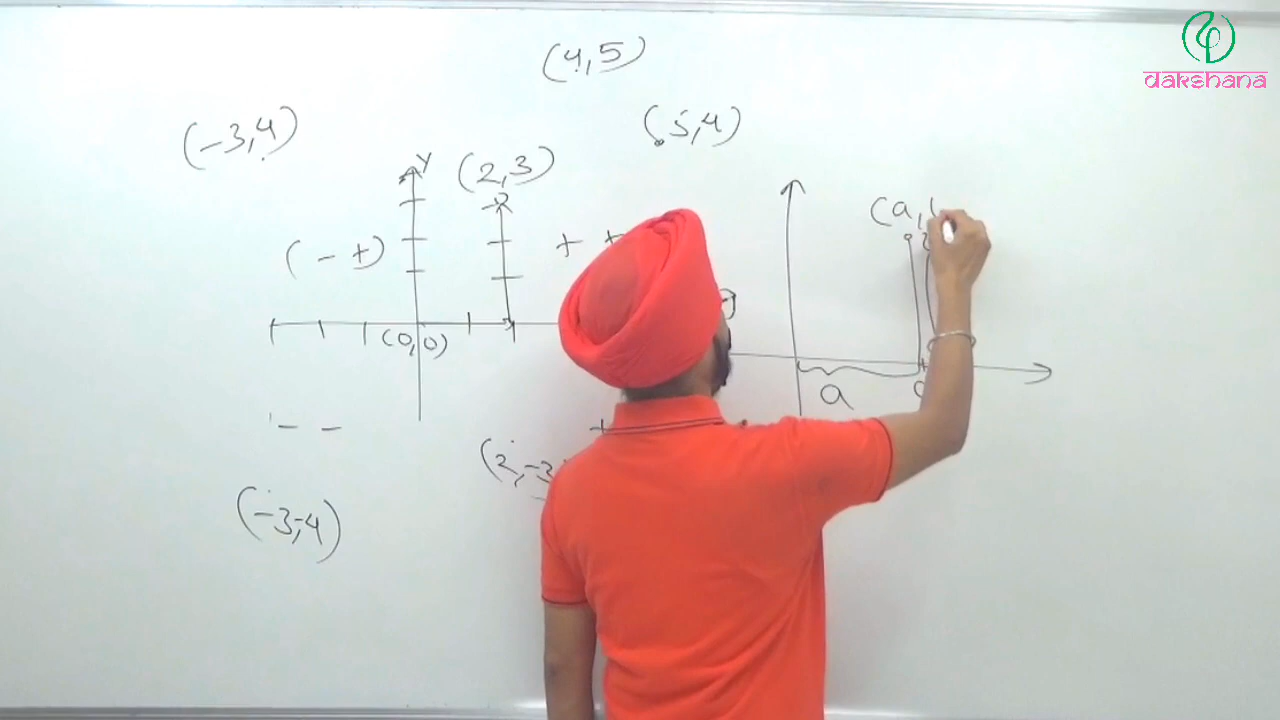 (4,5)
dakshana
(-3,4)
(5,4)
Y
(2,3)
(a,
(- +)
+ +
(0,0)
a
- -
+
(2,-3
(-3,-4)